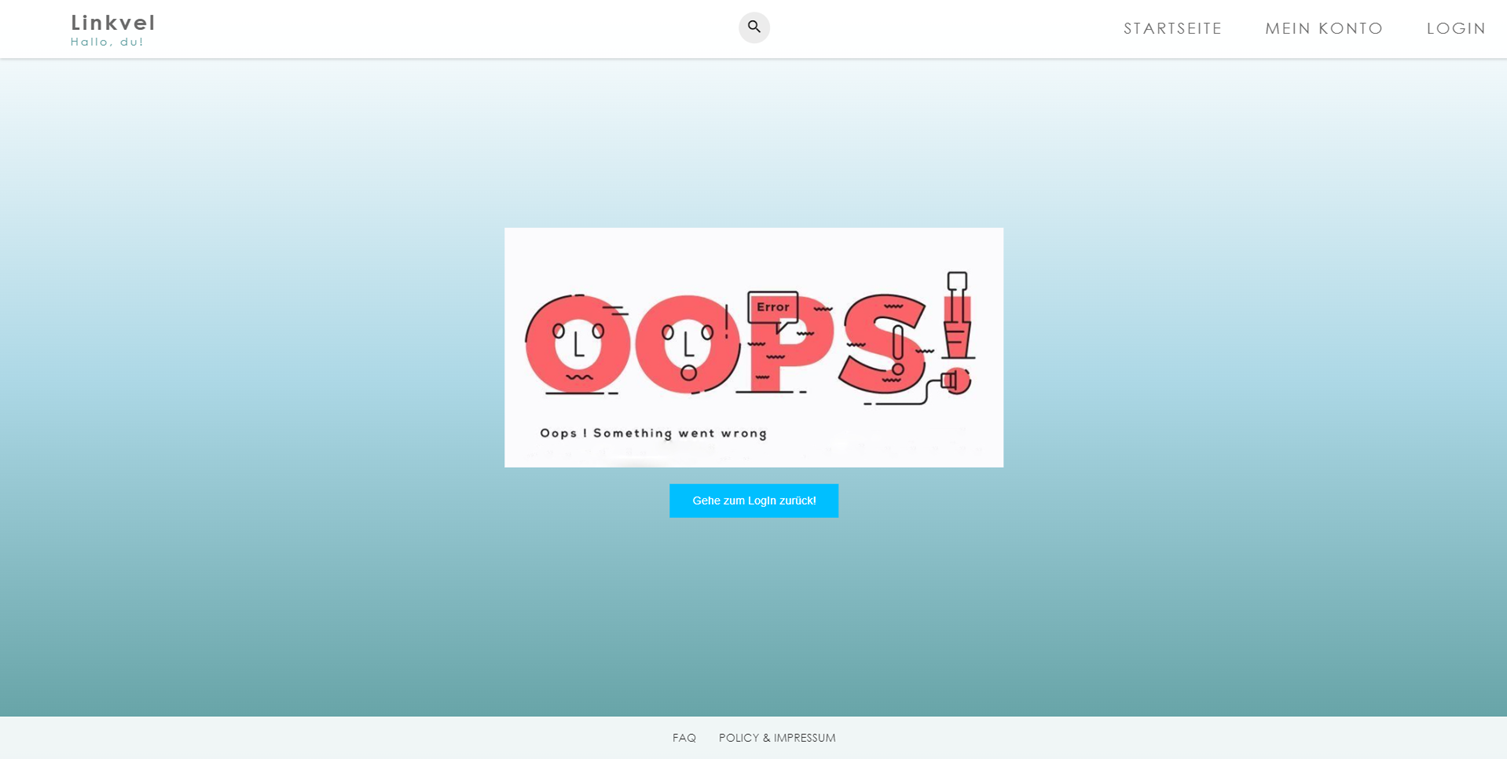 Linkvel
Hallo, du!
STARTSEITE MEIN KONTO LOGIN
Error
OOPS!
Oops ! Something went wrong
Gehe zum LogIn zurück!
FAQ POLICY & IMPRESSUM